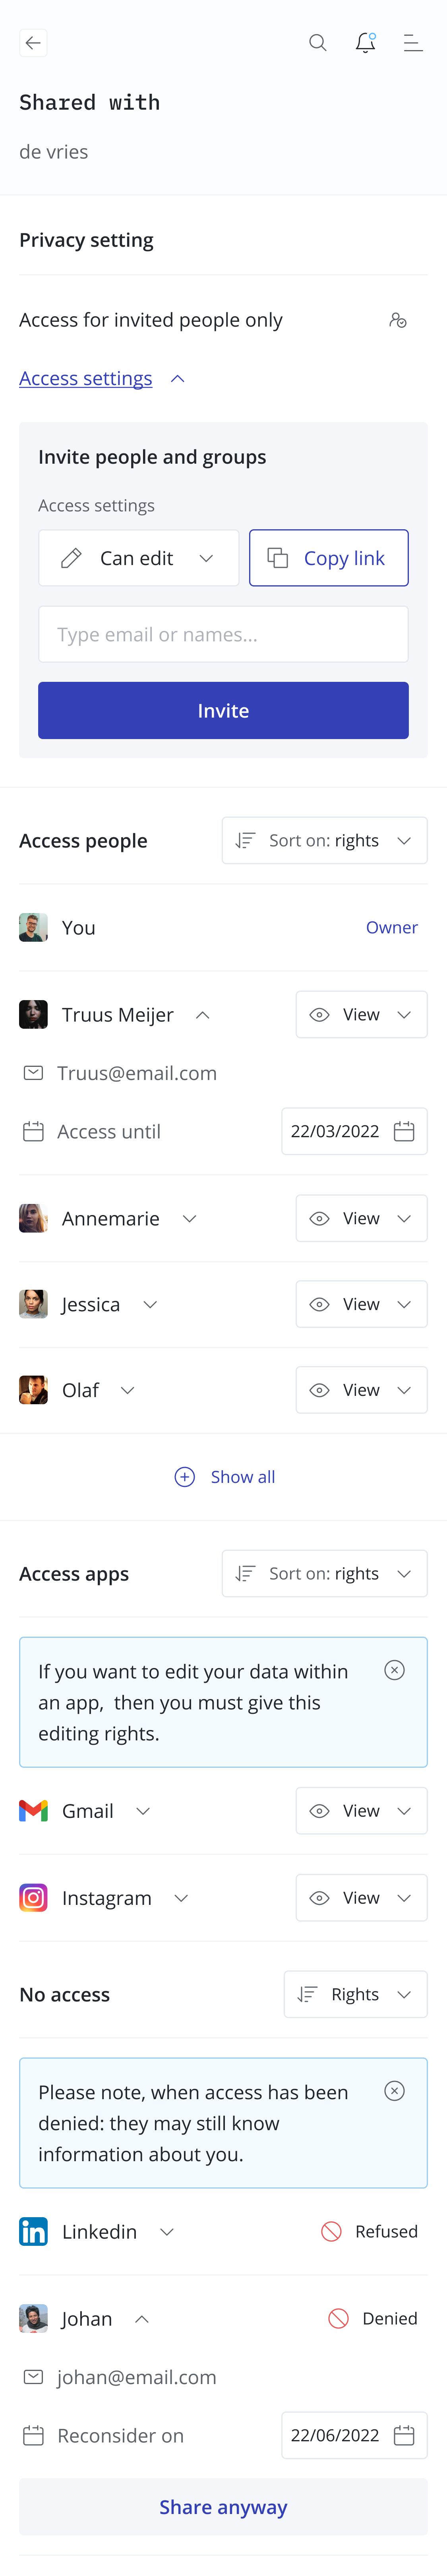 Shared with
de vries
Privacy setting
Access for invited people only
Access settings
Invite people and groups
Access settings
Can edit
Copy link
Type email or names...
Invite
Access people
Sort on: rights
You
Owner
Truus Meijer
View
Truus@email.com
Access until
22/03/2022
Annemarie
View
Jessica
View
Olaf
View
Show all
Access apps
Sort on: rights
If you want to edit your data within
an app,  then you must give this
editing rights.
Gmail
View
Instagram
View
No access
Rights
Please note, when access has been
denied: they may still know
information about you.
in
Linkedin
Refused
Johan
Denied
johan@email.com
Reconsider on
22/06/2022
Share anyway